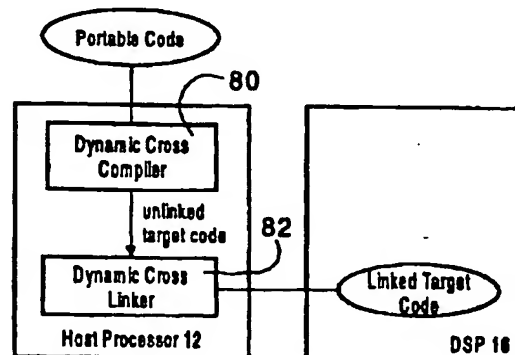 Portable Code
80
Dynamic Cross
Compiler
unlinked
target code
82
Dynamic Cross
Linker
Linked Target
Code
Host Processor 12
DSP 16